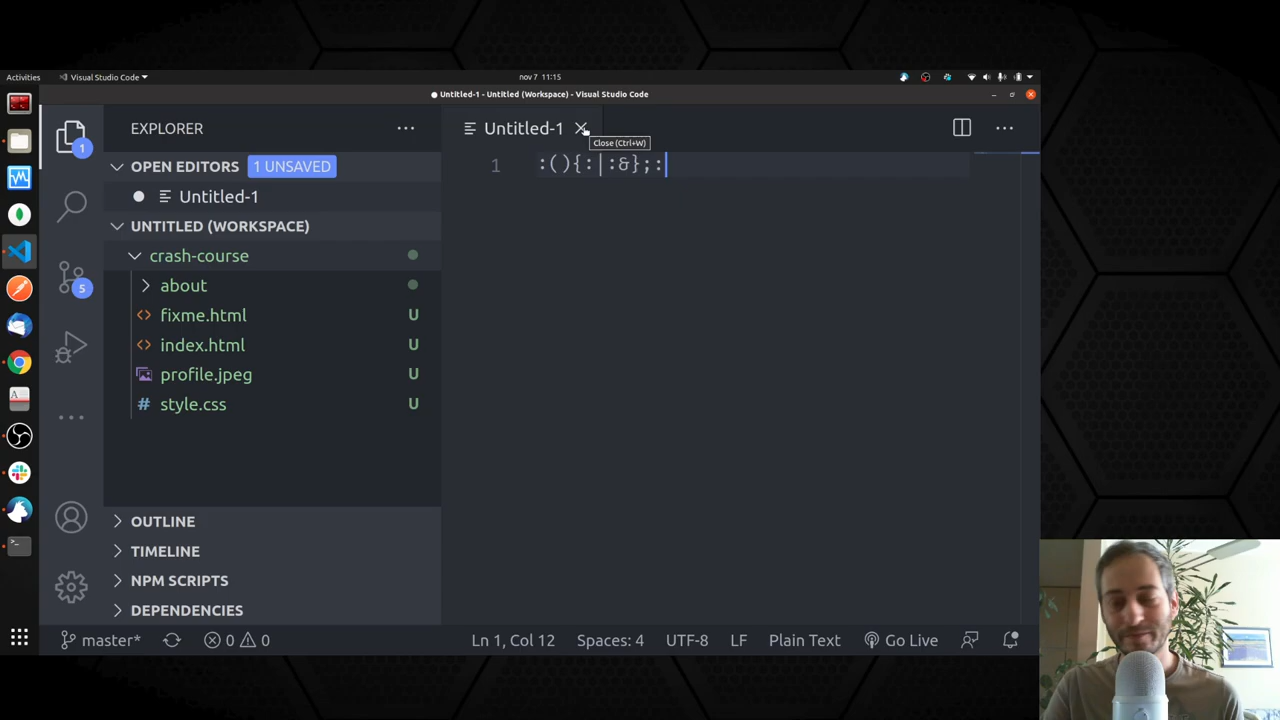 Activities
Visual Studio Code
nov 7 11:15
● Untitled-1 - Untitled (Workspace) - Visual Studio Code
EXPLORER
Untitled-1
Close (Ctrl+W)
OPEN EDITORS 1 UNSAVED
1 :(){:|:&};:
Untitled-1
UNTITLED (WORKSPACE)
crash-course
about
fixme.html U
index.html U
profile.jpeg U
# style.css U
1
5
OUTLINE
TIMELINE
NPM SCRIPTS
DEPENDENCIES
master* 0 0 Ln 1, Col 12 Spaces: 4 UTF-8 LF Plain Text Go Live